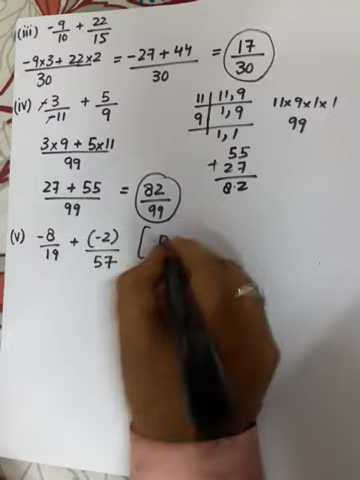 (iii) -9/10 + 22/15
-9×3 + 22×2/30 = -27 + 44/30 = 17/30
(iv) -3/-11 + 5/9
3×9 + 5×11/99
27 + 55/99 = 82/99
11 | 11, 9
9 | 1, 9
1, 1
11×9×1×1
99
55
+ 27
82
(v) -8/19 + (-2)/57 [